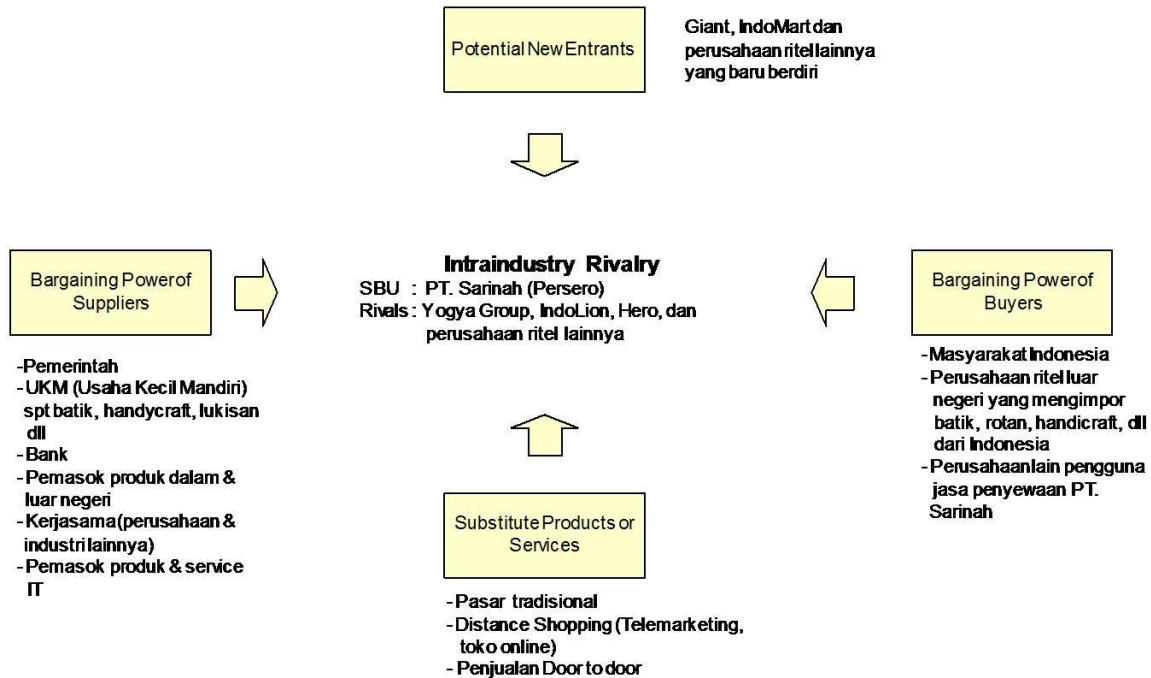 Potential New Entrants
Giant, IndoMart dan
perusahaan ritel lainnya
yang baru berdiri
Bargaining Power of
Suppliers
-Pemerintah
-UKM (Usaha Kecil Mandiri)
spt batik, handycraft, lukisan
dll
-Bank
-Pemasok produk dalam &
luar negeri
-Kerjasama (perusahaan &
industri lainnya)
-Pemasok produk & service
IT
Intraindustry Rivalry
SBU : PT. Sarinah (Persero)
Rivals : Yogya Group, IndoLion, Hero, dan
perusahaan ritel lainnya
Bargaining Power of
Buyers
-Masyarakat Indonesia
-Perusahaan ritel luar
negeri yang mengimpor
batik, rotan, handicraft, dll
dari Indonesia
-Perusahaan lain pengguna
jasa penyewaan PT.
Sarinah
Substitute Products or
Services
-Pasar tradisional
-Distance Shopping (Telemarketing,
toko online)
-Penjualan Door to door